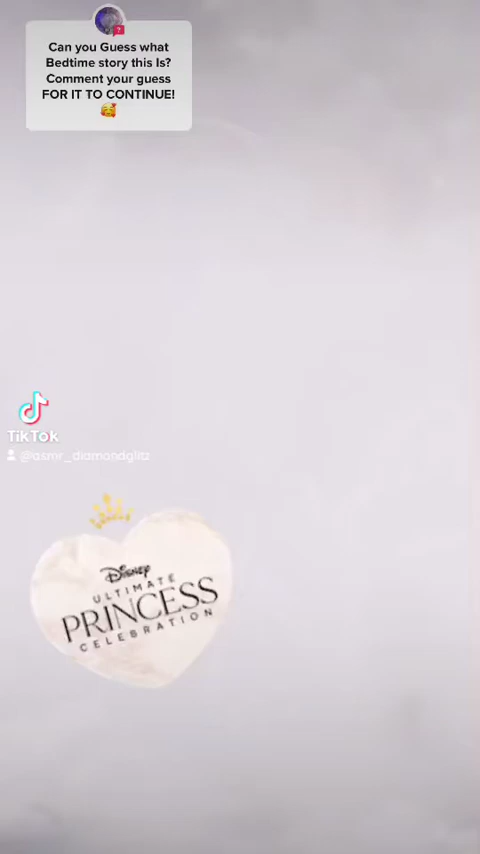 Can you Guess what
Bedtime story this Is?
Comment your guess
FOR IT TO CONTINUE!
🥰
TikTok
@asmr_diamondglitz
Disney
ULTIMATE
PRINCESS
CELEBRATION